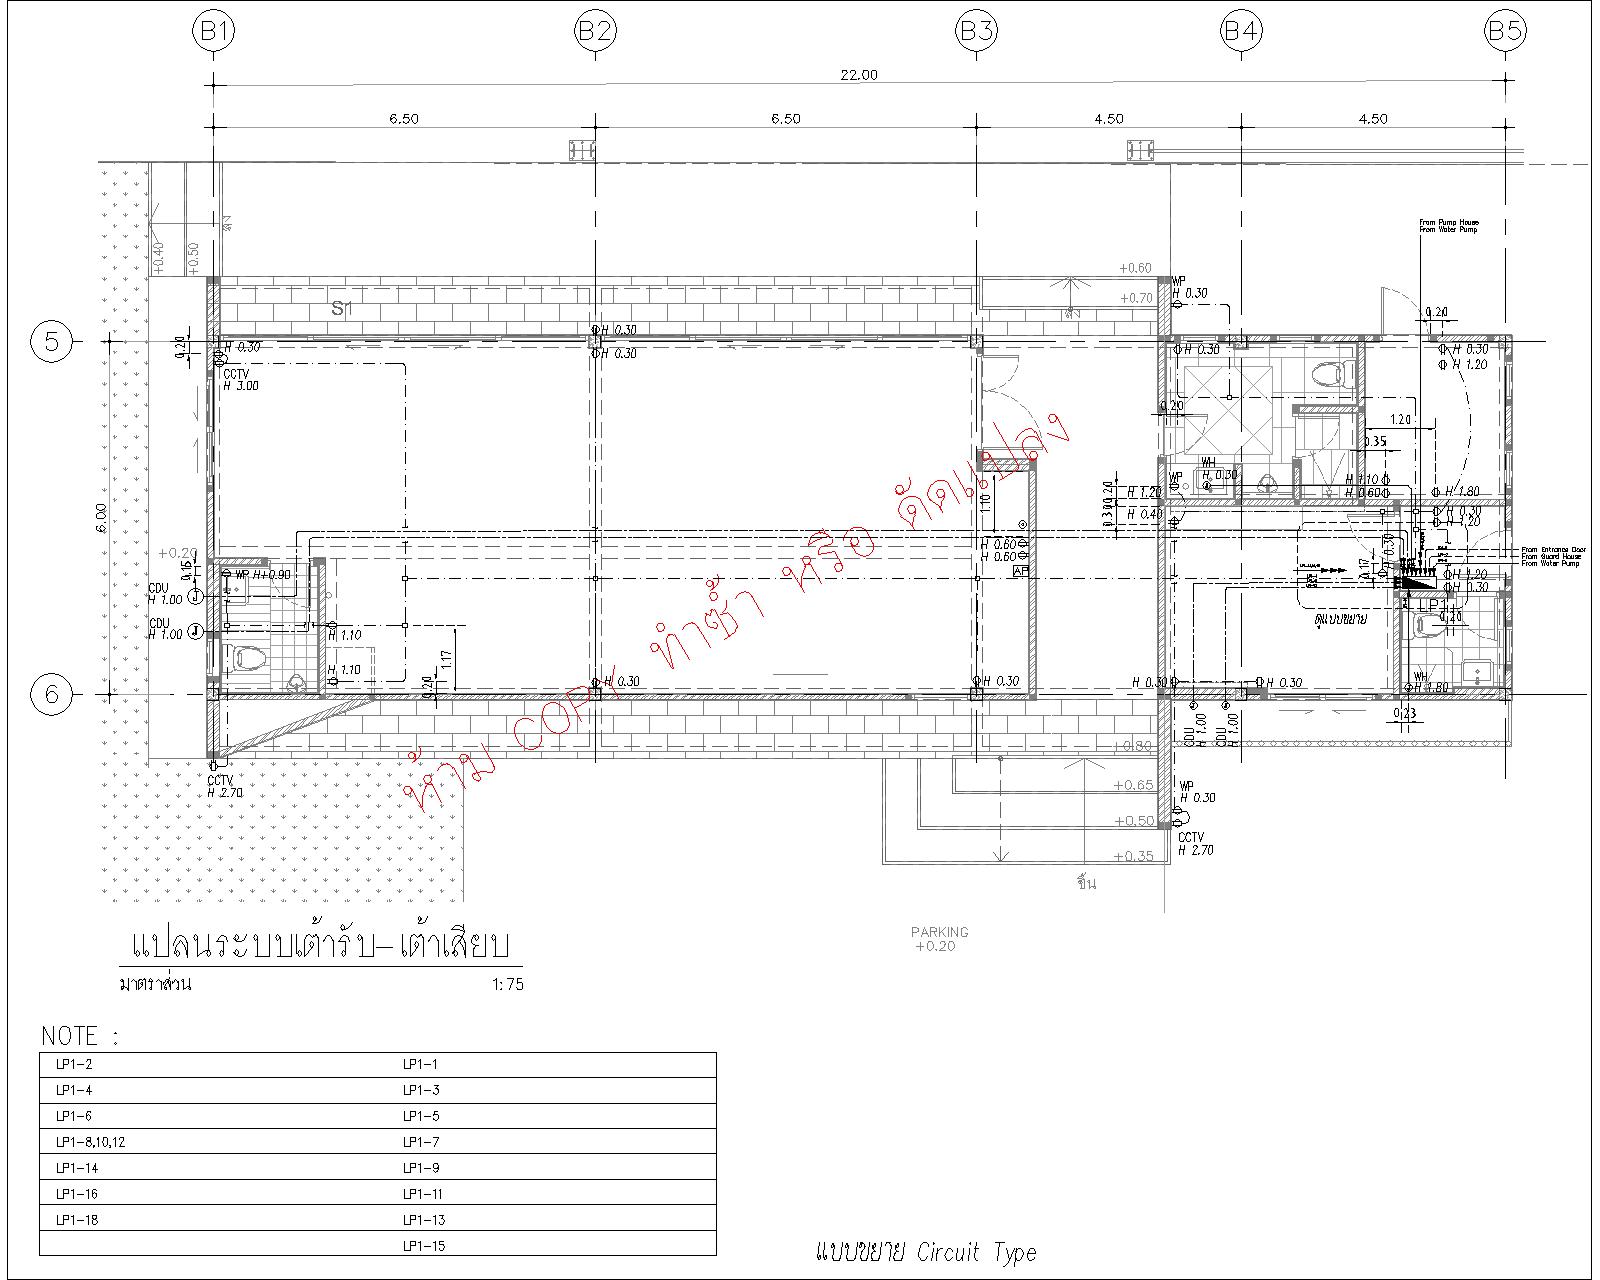 B1
B2
B3
B4
B5
22.00
6.50
6.50
4.50
4.50
From Pump House
From Water Pump
+0.40
+0.50
+0.60
+0.70
WP
H 0.30
S1
0.20
5
0.20
H 0.30
H 0.30
H 0.30
H 0.30
H 0.30
H 1.20
CCTV
H 3.00
0.20
1.20
0.35
WH
H 0.30
WP
H 1.20
H 0.40
0.20
0.30
H 1.10
H 0.60
H 1.80
1.10
6.00
H 0.30
H 1.20
H 0.60
H 0.60
AP
0.30
0.17
From Entrance Door
From Guard House
From Water Pump
+0.20
0.15
WP H+0.90
CDU
H 1.00
CDU
H 1.00
J
J
H 1.20
H 0.30
LP1
0.20
ดูแบบขยาย
H 1.10
H 1.10
1.17
0.20
WH
H 1.80
6
H 0.30
H 0.30
H 0.30
H 0.30
0.23
CDU
H 1.00
CDU
H 1.00
ห้าม COPY ทำซ้ำ หรือ ดัดแปลง
+0.80
+0.65
+0.50
+0.35
CCTV
H 2.70
WP
H 0.30
CCTV
H 2.70
ขึ้น
PARKING
+0.20
แปลนระบบเต้ารับ-เต้าเสียบ
มาตราส่วน 1:75
NOTE :
LP1-2 LP1-1
LP1-4 LP1-3
LP1-6 LP1-5
LP1-8,10,12 LP1-7
LP1-14 LP1-9
LP1-16 LP1-11
LP1-18 LP1-13
LP1-15
แบบขยาย Circuit Type